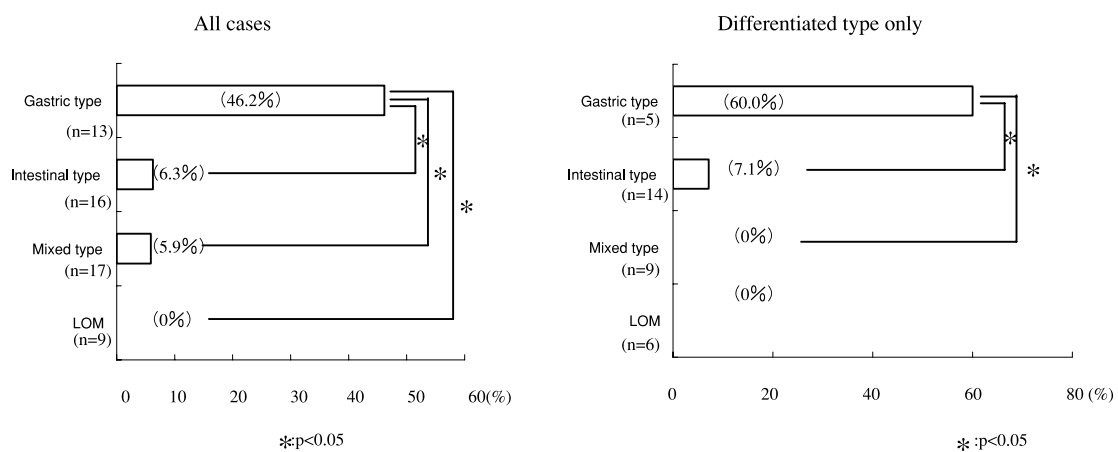 All cases
Gastric type
(n=13)
(46.2%)
*
Intestinal type
(n=16)
(6.3%)
*
Mixed type
(n=17)
(5.9%)
*
LOM
(n=9)
(0%)
0 10 20 30 40 50 60(%)
*:p<0.05
Differentiated type only
Gastric type
(n=5)
(60.0%)
*
Intestinal type
(n=14)
(7.1%)
*
Mixed type
(n=9)
(0%)
(0%)
LOM
(n=6)
0 20 40 60 80 (%)
* :p<0.05